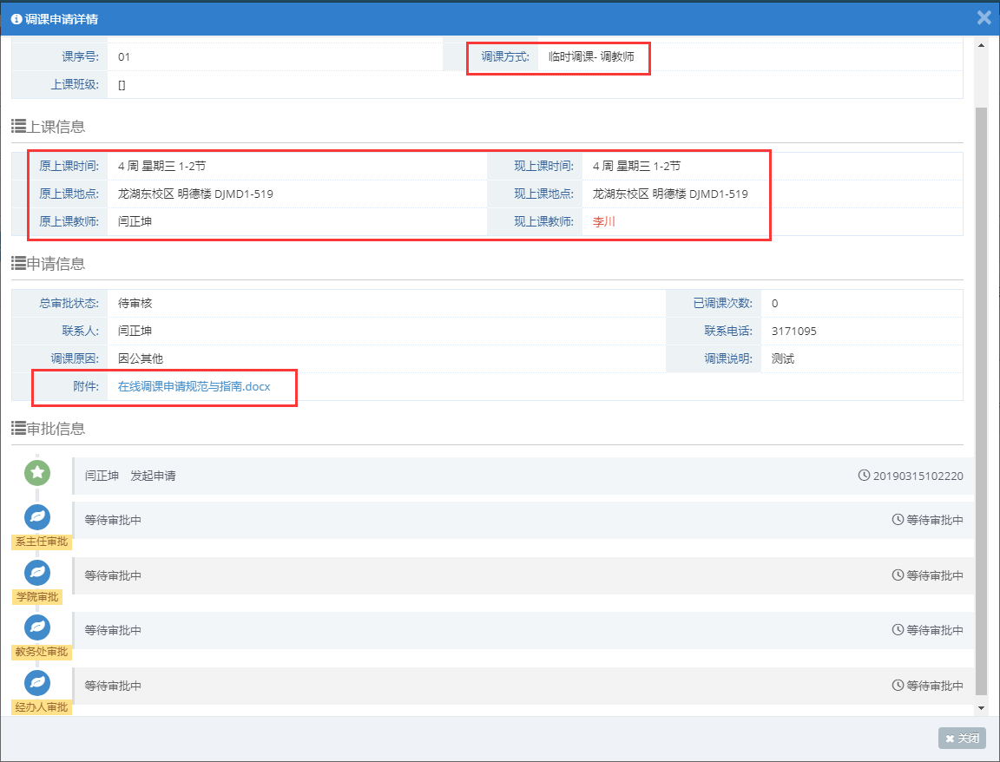 调课申请详情
课序号: 01 调课方式: 临时调课- 调教师
上课班级: []
上课信息
原上课时间: 4 周 星期三 1-2节 现上课时间: 4 周 星期三 1-2节
原上课地点: 龙湖东校区 明德楼 DJMD1-519 现上课地点: 龙湖东校区 明德楼 DJMD1-519
原上课教师: 闫正坤 现上课教师: 李川
申请信息
总审批状态: 待审核 已调课次数: 0
联系人: 闫正坤 联系电话: 3171095
调课原因: 因公其他 调课说明: 测试
附件: 在线调课申请规范与指南.docx
审批信息
闫正坤 发起申请 20190315102220
等待审批中 等待审批中
系主任审批
等待审批中 等待审批中
学院审批
等待审批中 等待审批中
教务处审批
等待审批中 等待审批中
经办人审批
关闭